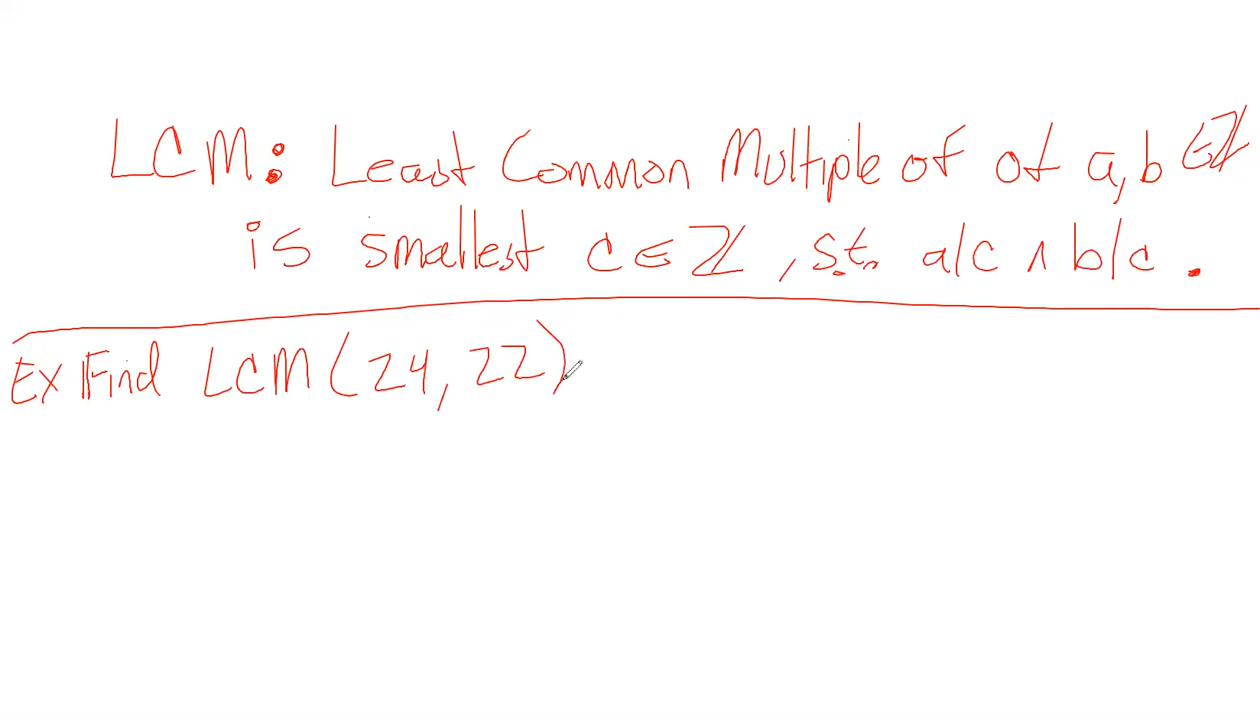 LCM: Least Common Multiple of of a, b ∈ ℤ
is smallest c ∈ ℤ, s.t. a/c ∧ b/c.
Ex Find LCM (24, 22)